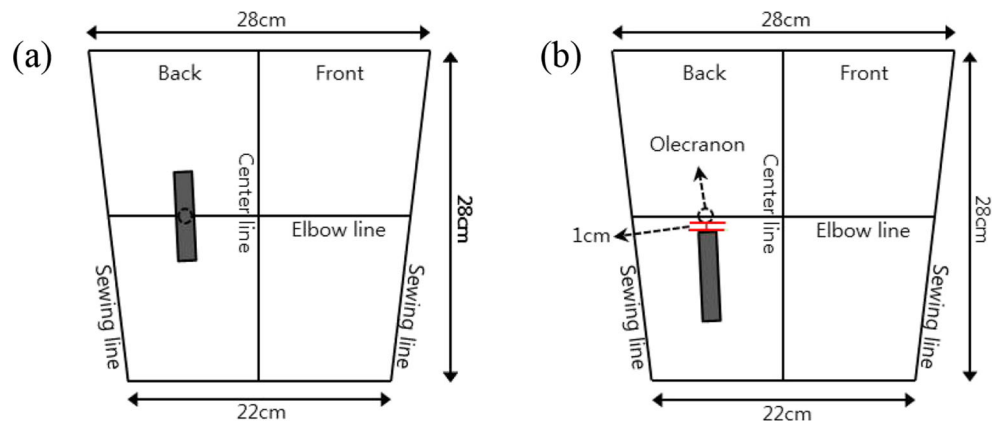 (a)
28cm
Back
Front
Center line
Elbow line
28cm
Sewing line
Sewing line
22cm
(b)
28cm
Back
Front
Olecranon
Center line
Elbow line
1cm
28cm
Sewing line
Sewing line
22cm